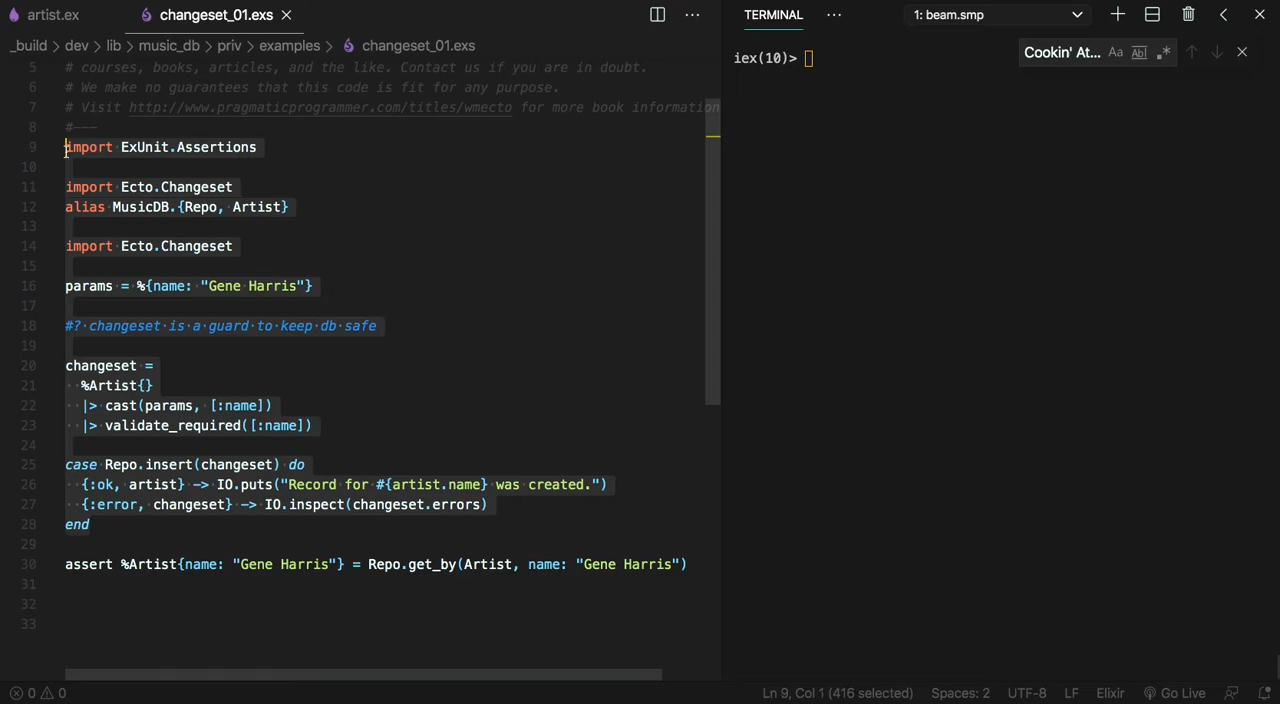 artist.ex changeset_01.exs
_build > dev > lib > music_db > priv > examples > changeset_01.exs
5 # courses, books, articles, and the like. Contact us if you are in doubt.
6 # We make no guarantees that this code is fit for any purpose.
7 # Visit http://www.pragmaticprogrammer.com/titles/wmecto for more book information
8 #---
9 import ExUnit.Assertions
10
11 import Ecto.Changeset
12 alias MusicDB.{Repo, Artist}
13
14 import Ecto.Changeset
15
16 params = %{name: "Gene Harris"}
17
18 #? changeset is a guard to keep db safe
19
20 changeset =
21 %Artist{}
22 |> cast(params, [:name])
23 |> validate_required([:name])
24
25 case Repo.insert(changeset) do
26 {:ok, artist} -> IO.puts("Record for #{artist.name} was created.")
27 {:error, changeset} -> IO.inspect(changeset.errors)
28 end
29
30 assert %Artist{name: "Gene Harris"} = Repo.get_by(Artist, name: "Gene Harris")
31
32
33
TERMINAL 1: beam.smp
Cookin' At... Aa Abl .*
iex(10)>
0 0 Ln 9, Col 1 (416 selected) Spaces: 2 UTF-8 LF Elixir Go Live